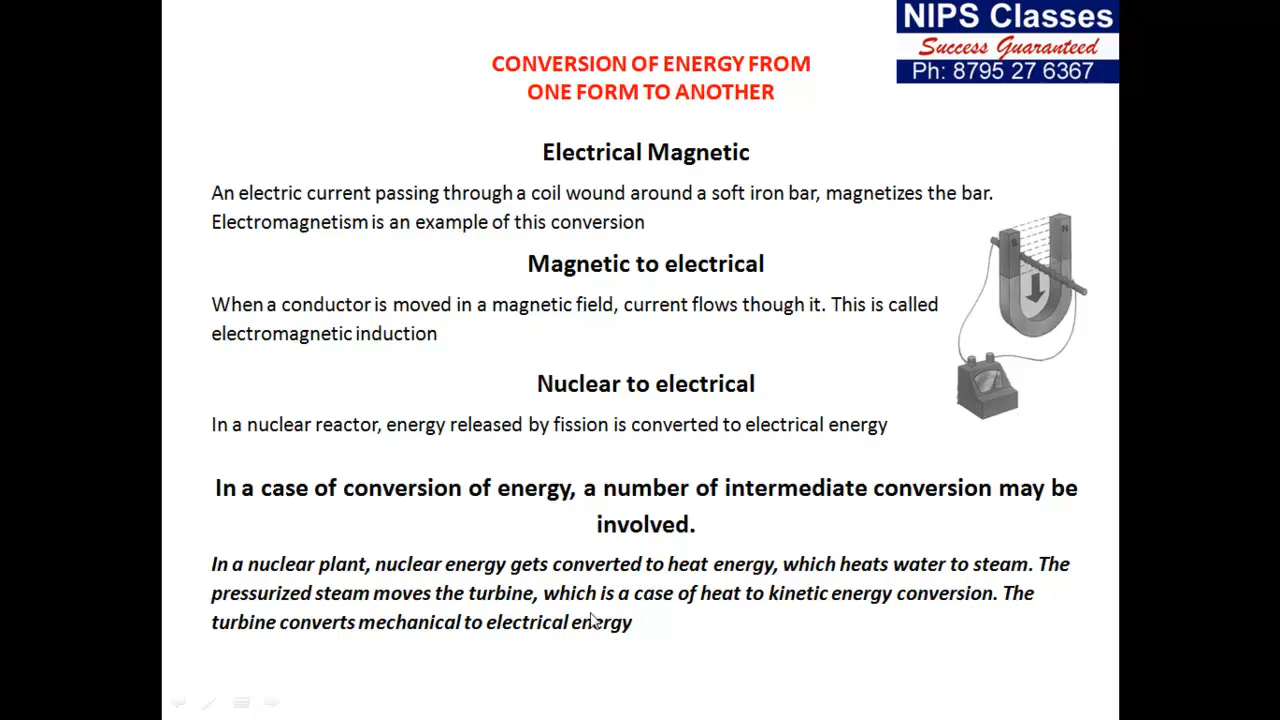 NIPS Classes
Success Guaranteed
Ph: 8795 27 6367
CONVERSION OF ENERGY FROM
ONE FORM TO ANOTHER
Electrical Magnetic
An electric current passing through a coil wound around a soft iron bar, magnetizes the bar.
Electromagnetism is an example of this conversion
Magnetic to electrical
When a conductor is moved in a magnetic field, current flows though it. This is called
electromagnetic induction
S
N
Nuclear to electrical
In a nuclear reactor, energy released by fission is converted to electrical energy
In a case of conversion of energy, a number of intermediate conversion may be
involved.
In a nuclear plant, nuclear energy gets converted to heat energy, which heats water to steam. The
pressurized steam moves the turbine, which is a case of heat to kinetic energy conversion. The
turbine converts mechanical to electrical energy